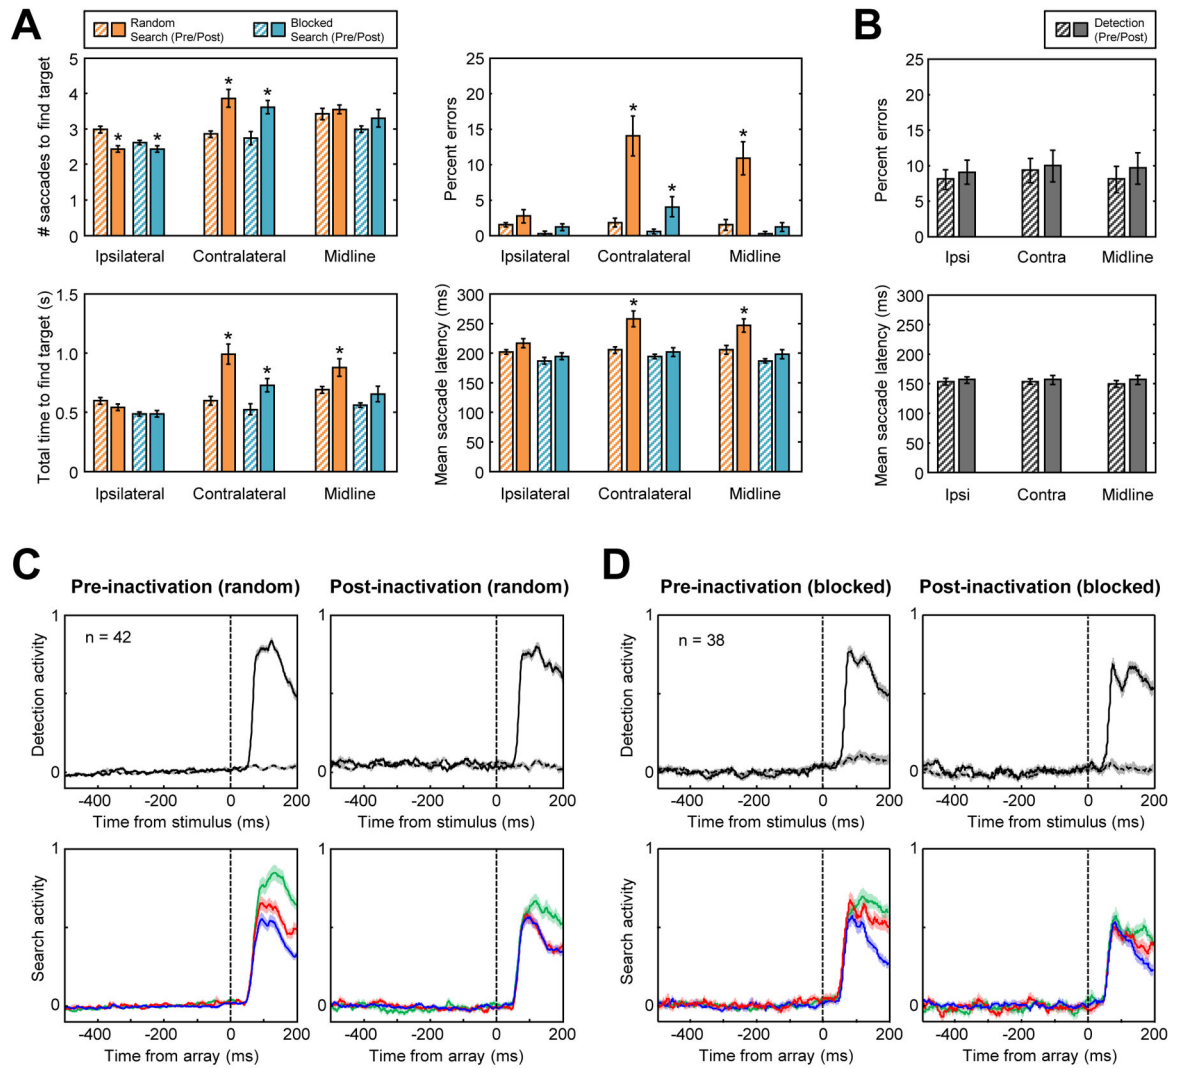 A
Random
Search (Pre/Post)
Blocked
Search (Pre/Post)
# saccades to find target
5
4
3
2
1
0
*
*
*
*
Ipsilateral
Contralateral
Midline
Percent errors
25
20
15
10
5
0
*
*
*
Ipsilateral
Contralateral
Midline
Total time to find target (s)
1.5
1.0
0.5
0
*
*
*
Ipsilateral
Contralateral
Midline
Mean saccade latency (ms)
300
250
200
150
100
50
0
*
*
Ipsilateral
Contralateral
Midline
B
Detection
(Pre/Post)
Percent errors
25
20
15
10
5
0
Ipsi
Contra
Midline
Mean saccade latency (ms)
300
250
200
150
100
50
0
Ipsi
Contra
Midline
C
Pre-inactivation (random)
Detection activity
1
0
n = 42
-400
-200
0
200
Time from stimulus (ms)
Post-inactivation (random)
1
0
-400
-200
0
200
Time from stimulus (ms)
Search activity
1
0
-400
-200
0
200
Time from array (ms)
1
0
-400
-200
0
200
Time from array (ms)
D
Pre-inactivation (blocked)
Detection activity
1
0
n = 38
-400
-200
0
200
Time from stimulus (ms)
Post-inactivation (blocked)
1
0
-400
-200
0
200
Time from stimulus (ms)
Search activity
1
0
-400
-200
0
200
Time from array (ms)
1
0
-400
-200
0
200
Time from array (ms)